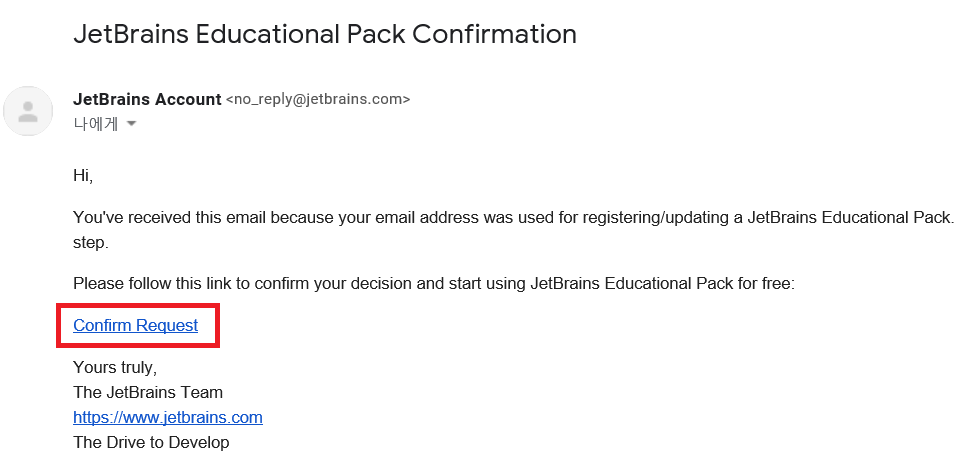 JetBrains Educational Pack Confirmation
JetBrains Account <no_reply@jetbrains.com>
나에게
Hi,
You've received this email because your email address was used for registering/updating a JetBrains Educational Pack.
step.
Please follow this link to confirm your decision and start using JetBrains Educational Pack for free:
Confirm Request
Yours truly,
The JetBrains Team
https://www.jetbrains.com
The Drive to Develop